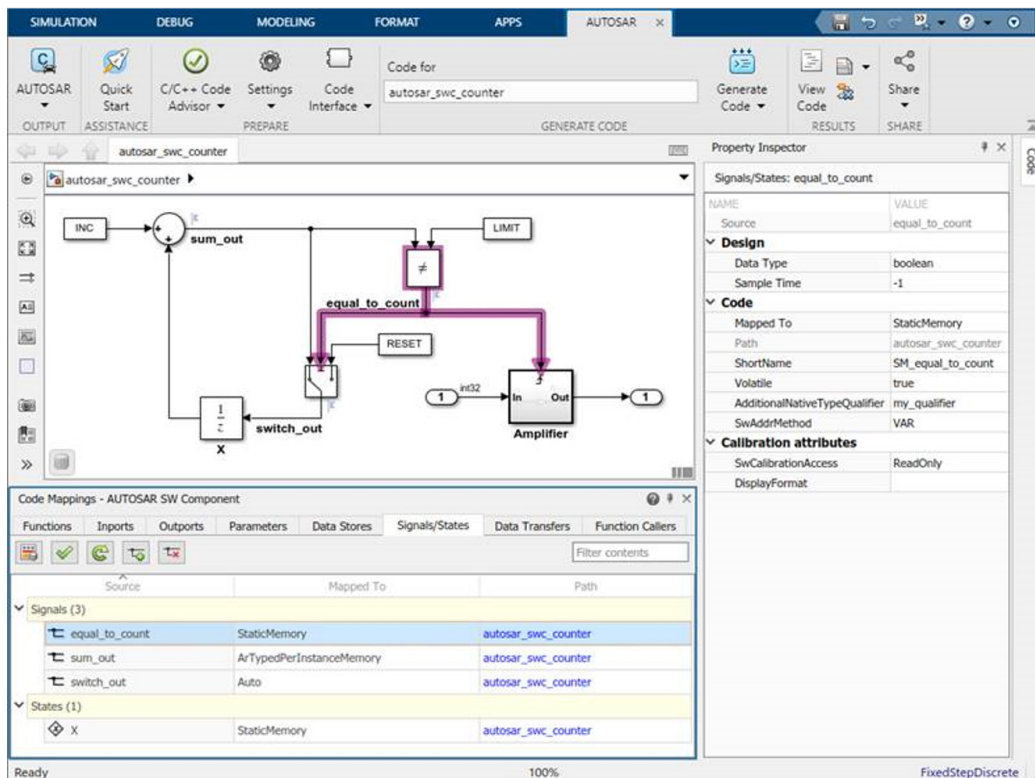 SIMULATION DEBUG MODELING FORMAT APPS AUTOSAR
AUTOSAR Quick Start C/C++ Code Advisor Settings Code Interface Code for Generate Code View Code Share
autosar_swc_counter
OUTPUT ASSISTANCE PREPARE GENERATE CODE RESULTS SHARE
autosar_swc_counter
autosar_swc_counter
INC
sum_out
LIMIT
≠
equal_to_count
RESET
1
z
X
switch_out
1
int32
In
Out
1
Amplifier
Property Inspector
Code
Signals/States: equal_to_count
NAME VALUE
Source equal_to_count
Design
Data Type boolean
Sample Time -1
Code
Mapped To StaticMemory
Path autosar_swc_counter
ShortName SM_equal_to_count
Volatile true
AdditionalNativeTypeQualifier my_qualifier
SwAddrMethod VAR
Calibration attributes
SwCalibrationAccess ReadOnly
DisplayFormat
Code Mappings - AUTOSAR SW Component
Functions Inports Outports Parameters Data Stores Signals/States Data Transfers Function Callers
Filter contents
Source Mapped To Path
Signals (3)
equal_to_count StaticMemory autosar_swc_counter
sum_out ArTypedPerInstanceMemory autosar_swc_counter
switch_out Auto autosar_swc_counter
States (1)
X StaticMemory autosar_swc_counter
Ready 100% FixedStepDiscrete